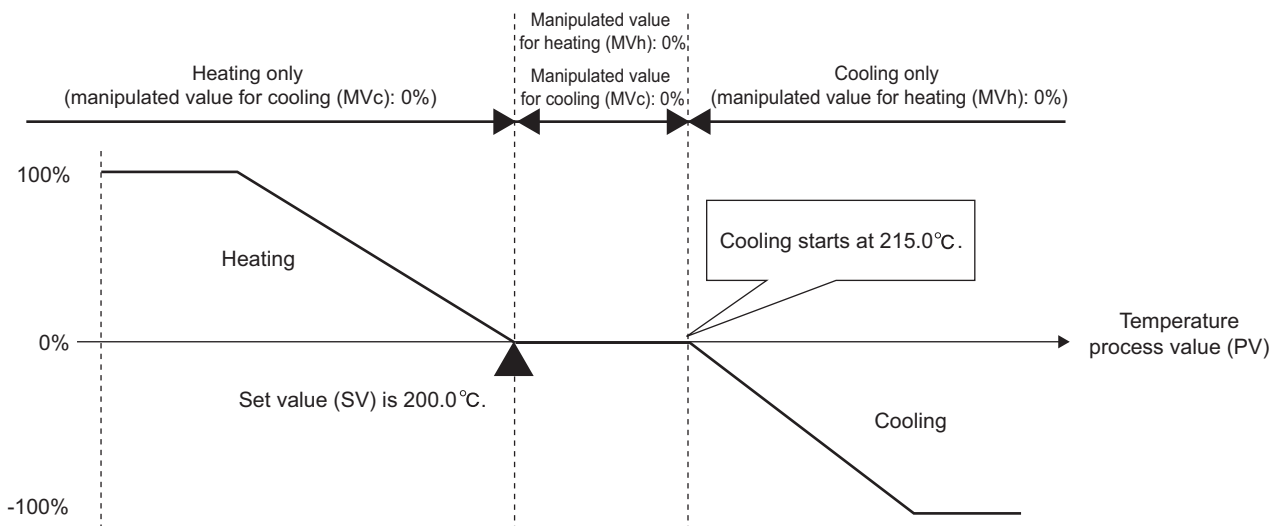 Manipulated value
for heating (MVh): 0%
Heating only
(manipulated value for cooling (MVc): 0%)
Manipulated value
for cooling (MVc): 0%
Cooling only
(manipulated value for heating (MVh): 0%)
100%
Heating
Cooling starts at 215.0℃.
0%
Temperature
process value (PV)
Set value (SV) is 200.0℃.
Cooling
-100%